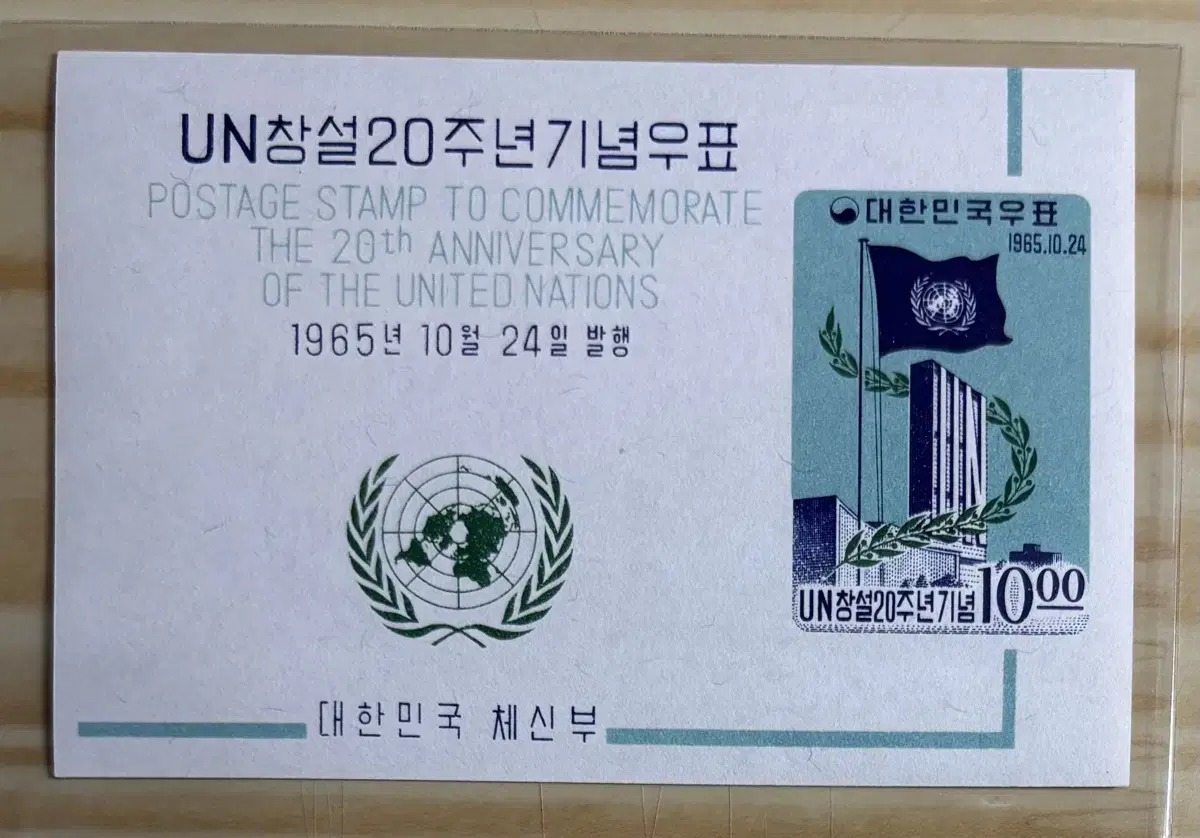 UN창설20주년기념우표
POSTAGE STAMP TO COMMEMORATE
THE 20th ANNIVERSARY
OF THE UNITED NATIONS
1965년 10월 24일 발행
대한민국우표
1965.10.24
UN창설20주년기념 10 00
대한민국 체신부